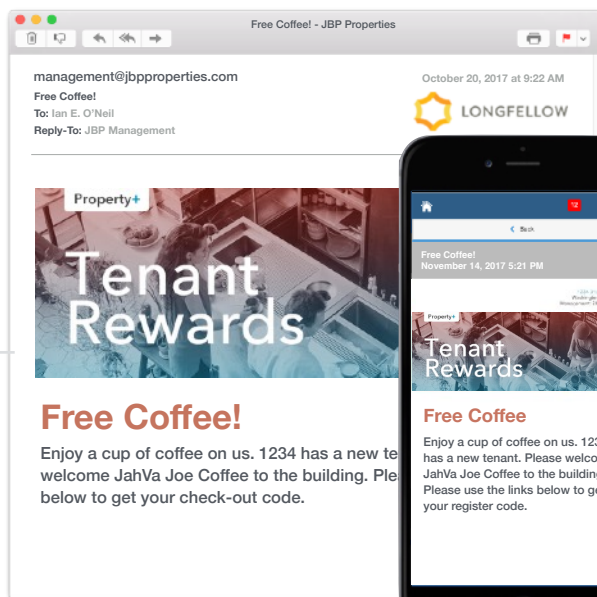 Free Coffee! - JBP Properties
management@jbpproperties.com
October 20, 2017 at 9:22 AM
Free Coffee!
To: Ian E. O'Neil
Reply-To: JBP Management
LONGFELLOW
Property+
Tenant
Rewards
Free Coffee!
Enjoy a cup of coffee on us. 1234 has a new te
welcome JahVa Joe Coffee to the building. Plea
below to get your check-out code.
Back
Free Coffee!
November 14, 2017 5:21 PM
Property+
Tenant
Rewards
Free Coffee
Enjoy a cup of coffee on us. 123
has a new tenant. Please welco
JahVa Joe Coffee to the building
Please use the links below to ge
your register code.